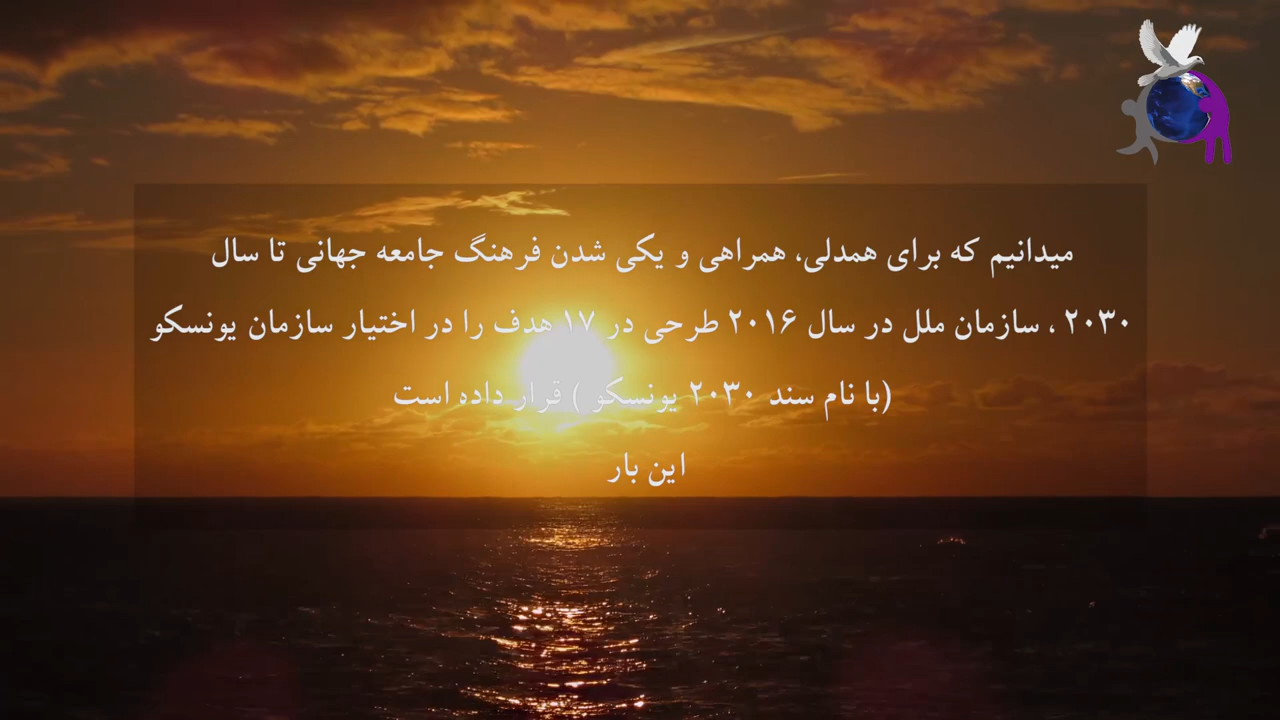 میدانیم که برای همدلی، همراهی و یکی شدن فرهنگ جامعه جهانی تا سال
۲۰۳۰ ، سازمان ملل در سال ۲۰۱۶ طرحی در ۱۷ هدف را در اختیار سازمان یونسکو
(با نام سند ۲۰۳۰ یونسکو ) قرار داده است
این بار